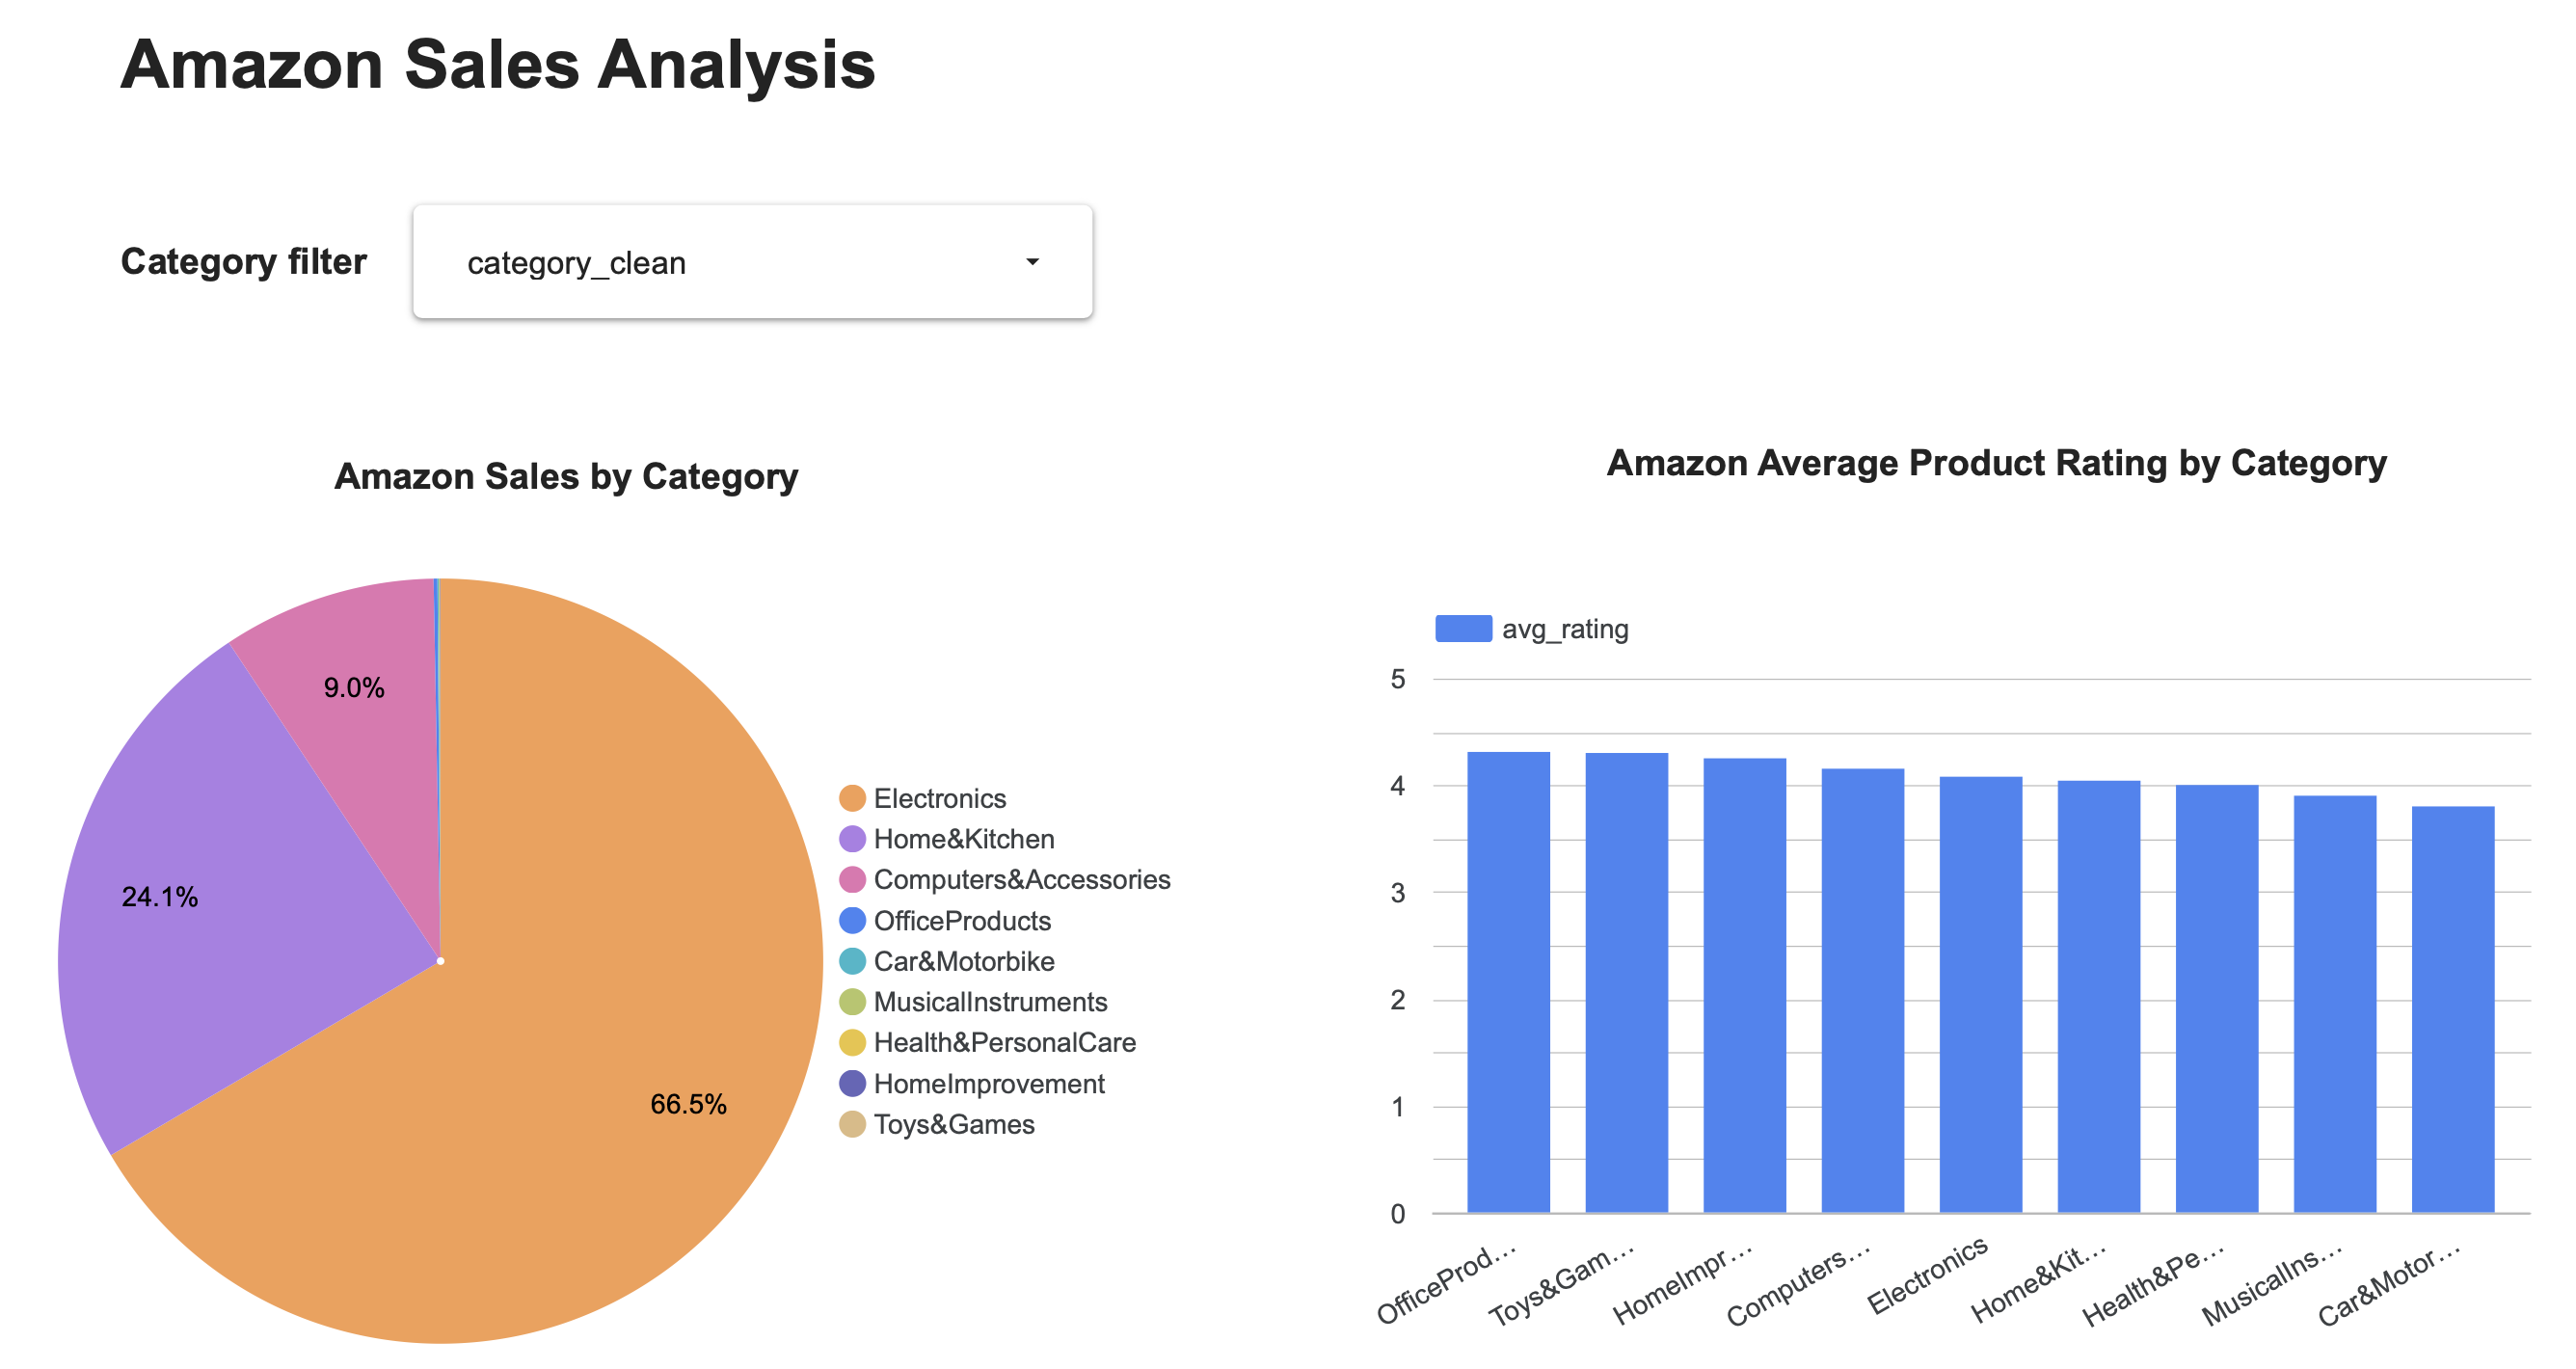 Amazon Sales Analysis
Category filter
category_clean
Amazon Sales by Category
9.0%
24.1%
66.5%
Electronics
Home&Kitchen
Computers&Accessories
OfficeProducts
Car&Motorbike
MusicalInstruments
Health&PersonalCare
HomeImprovement
Toys&Games
Amazon Average Product Rating by Category
avg_rating
5
4
3
2
1
0
OfficeProd...
Toys&Gam...
HomeImpr...
Computers...
Electronics
Home&Kit...
Health&Pe...
MusicalIns...
Car&Motor...